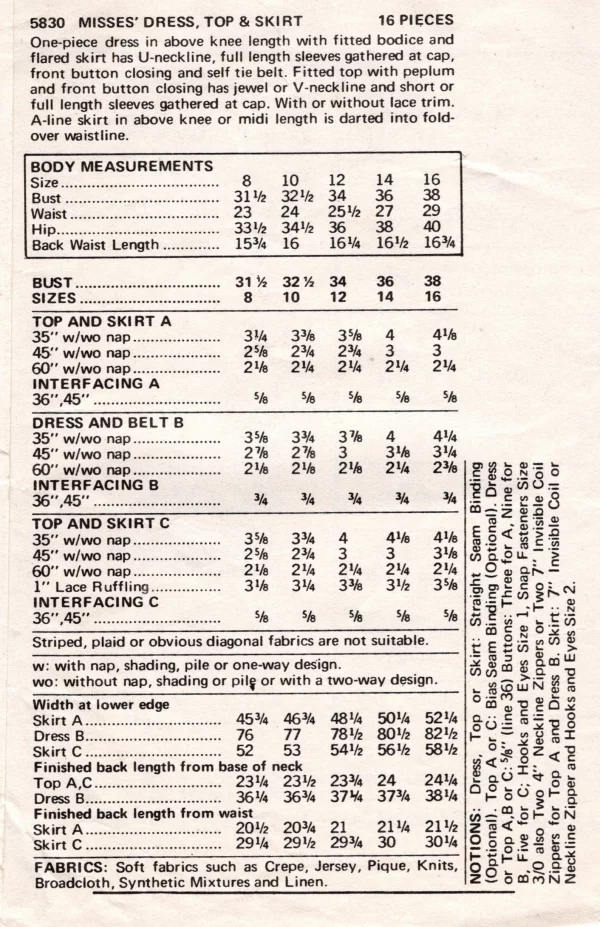 5830 MISSES' DRESS, TOP & SKIRT 16 PIECES
One-piece dress in above knee length with fitted bodice and
flared skirt has U-neckline, full length sleeves gathered at cap,
front button closing and self tie belt. Fitted top with peplum
and front button closing has jewel or V-neckline and short or
full length sleeves gathered at cap. With or without lace trim.
A-line skirt in above knee or midi length is darted into fold-
over waistline.
BODY MEASUREMENTS
Size 8 10 12 14 16
Bust 31½ 32½ 34 36 38
Waist 23 24 25½ 27 29
Hip 33½ 34½ 36 38 40
Back Waist Length 15¾ 16 16¼ 16½ 16¾
BUST 31 ½ 32 ½ 34 36 38
SIZES 8 10 12 14 16
TOP AND SKIRT A
35" w/wo nap 3¼ 3⅜ 3⅝ 4 4⅛
45" w/wo nap 2⅝ 2¾ 2¾ 3 3
60" w/wo nap 2⅛ 2¼ 2¼ 2¼ 2¼
INTERFACING A
36",45" ⅝ ⅝ ⅝ ⅝ ⅝
DRESS AND BELT B
35" w/wo nap 3⅝ 3¾ 3⅞ 4 4¼
45" w/wo nap 2⅞ 2⅞ 3 3⅛ 3¼
60" w/wo nap 2⅛ 2⅛ 2⅛ 2¼ 2⅜
INTERFACING B
36",45" ¾ ¾ ¾ ¾ ¾
TOP AND SKIRT C
35" w/wo nap 3⅝ 3¾ 4 4⅛ 4⅛
45" w/wo nap 2⅝ 2¾ 3 3 3⅛
60" w/wo nap 2⅛ 2¼ 2¼ 2¼ 2¼
1" Lace Ruffling 3⅛ 3¼ 3⅜ 3½ 3⅝
INTERFACING C
36",45" ⅝ ⅝ ⅝ ⅝ ⅝
Striped, plaid or obvious diagonal fabrics are not suitable.
w: with nap, shading, pile or one-way design.
wo: without nap, shading or pile or with a two-way design.
Width at lower edge
Skirt A 45¾ 46¾ 48¼ 50¼ 52¼
Dress B 76 77 78½ 80½ 82½
Skirt C 52 53 54½ 56½ 58½
Finished back length from base of neck
Top A,C 23¼ 23½ 23¾ 24 24¼
Dress B 36¼ 36¾ 37¼ 37¾ 38¼
Finished back length from waist
Skirt A 20½ 20¾ 21 21¼ 21½
Skirt C 29¼ 29½ 29¾ 30 30¼
FABRICS: Soft fabrics such as Crepe, Jersey, Pique, Knits,
Broadcloth, Synthetic Mixtures and Linen.
NOTIONS: Dress, Top or Skirt: Straight Seam Binding
(Optional). Top A or C: Bias Seam Binding (Optional). Dress
or Top A,B or C: ⅝" (line 36) Buttons: Three for A, Nine for
B, Five for C; Hooks and Eyes Size 1, Snap Fasteners Size
3/0 also Two 4" Neckline Zippers or Two 7" Invisible Coil
Zippers for Top A and Dress B. Skirt: 7" Invisible Coil or
Neckline Zipper and Hooks and Eyes Size 2.